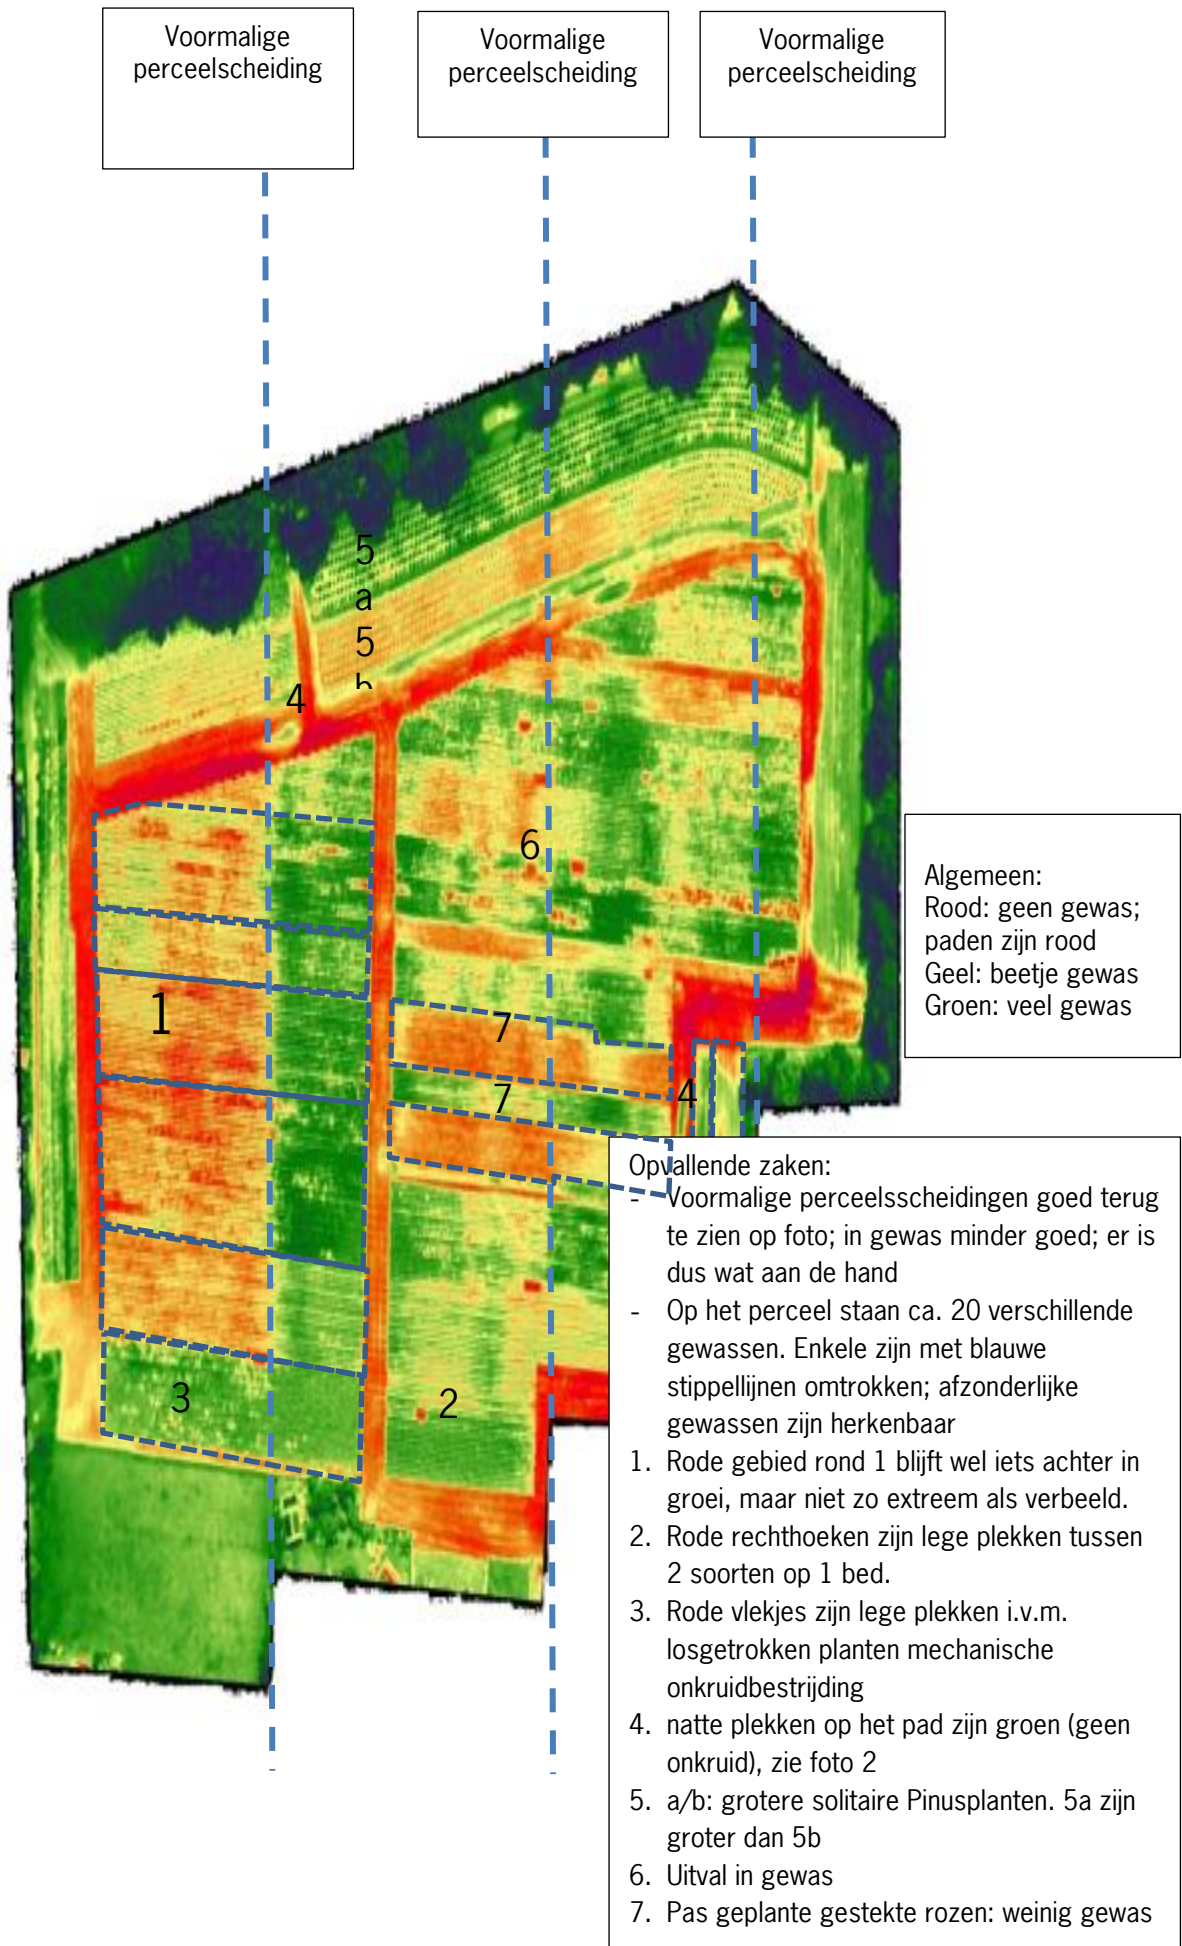 Voormalige
perceelscheiding
Voormalige
perceelscheiding
Voormalige
perceelscheiding
5
a
5
b
4
6
1
7
7
4
3
2
Algemeen:
Rood: geen gewas;
paden zijn rood
Geel: beetje gewas
Groen: veel gewas
Opvallende zaken:
- Voormalige perceelsscheidingen goed terug
te zien op foto; in gewas minder goed; er is
dus wat aan de hand
- Op het perceel staan ca. 20 verschillende
gewassen. Enkele zijn met blauwe
stippellijnen omtrokken; afzonderlijke
gewassen zijn herkenbaar
1. Rode gebied rond 1 blijft wel iets achter in
groei, maar niet zo extreem als verbeeld.
2. Rode rechthoeken zijn lege plekken tussen
2 soorten op 1 bed.
3. Rode vlekjes zijn lege plekken i.v.m.
losgetrokken planten mechanische
onkruidbestrijding
4. natte plekken op het pad zijn groen (geen
onkruid), zie foto 2
5. a/b: grotere solitaire Pinusplanten. 5a zijn
groter dan 5b
6. Uitval in gewas
7. Pas geplante gestekte rozen: weinig gewas